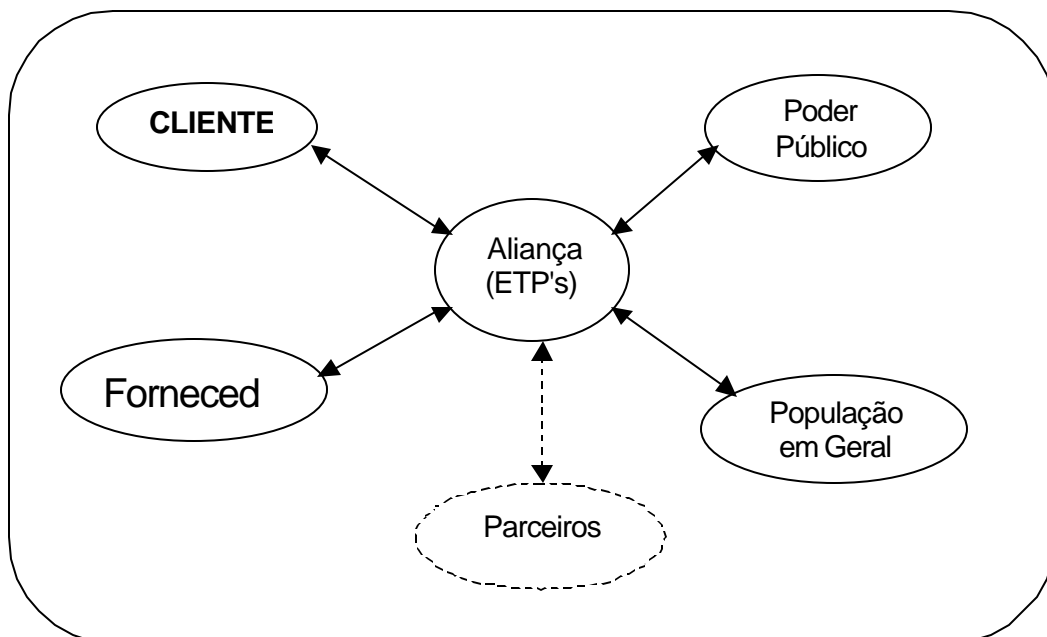 CLIENTE
Poder
Público
Aliança
(ETP's)
Forneced
População
em Geral
Parceiros